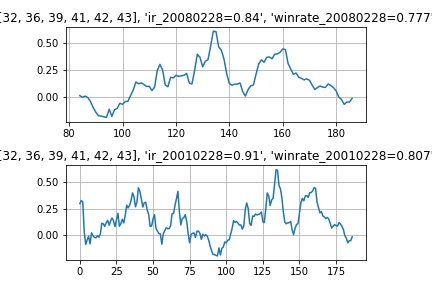 [32, 36, 39, 41, 42, 43], 'ir_20080228=0.84', 'winrate_20080228=0.777'
0.50
0.25
0.00
80 100 120 140 160 180
[32, 36, 39, 41, 42, 43], 'ir_20010228=0.91', 'winrate_20010228=0.807'
0.50
0.25
0.00
0 25 50 75 100 125 150 175